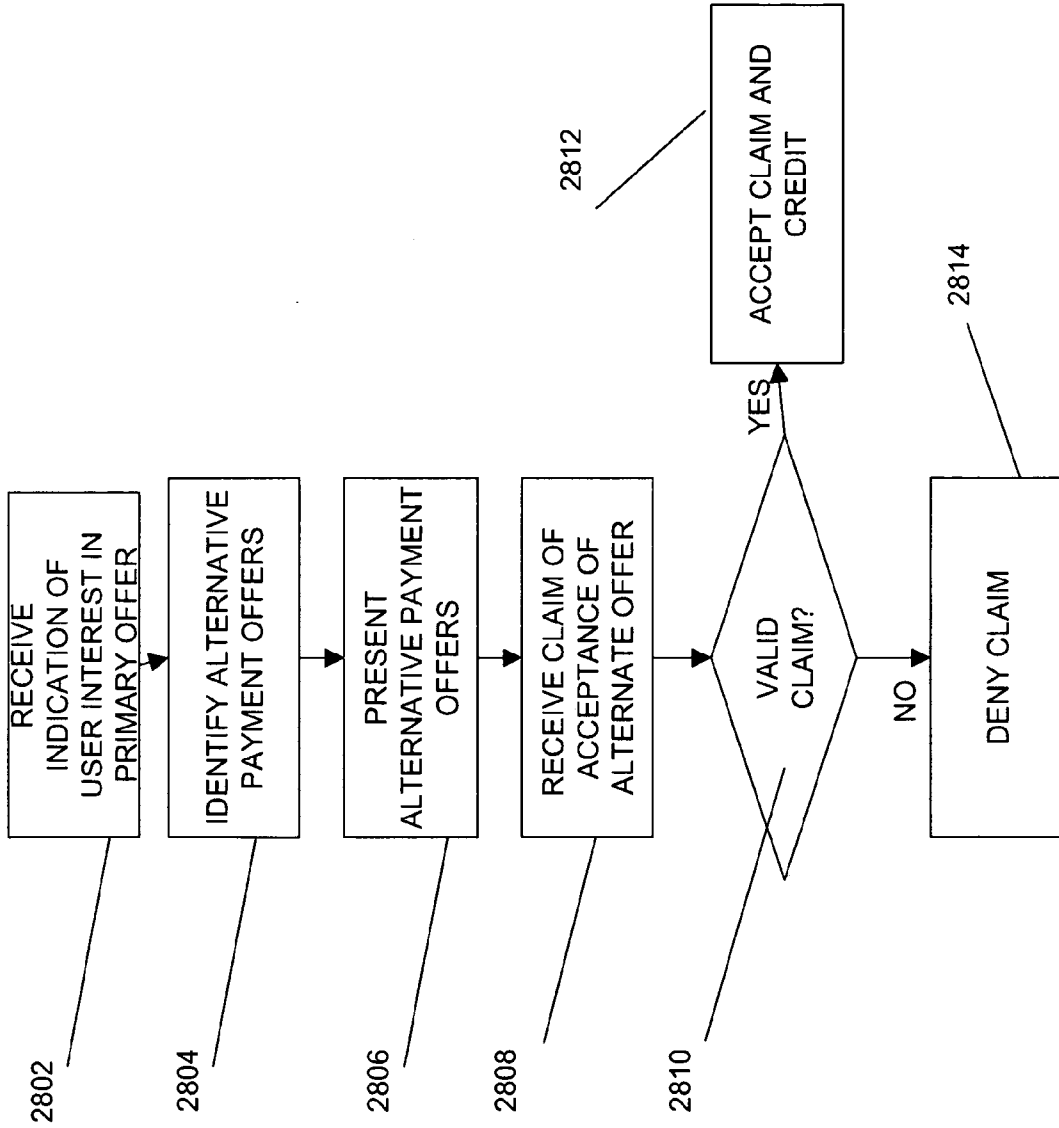 2802
RECEIVE
INDICATION OF
USER INTEREST IN
PRIMARY OFFER
2804
IDENTIFY ALTERNATIVE
PAYMENT OFFERS
2806
PRESENT
ALTERNATIVE PAYMENT
OFFERS
2808
RECEIVE CLAIM OF
ACCEPTANCE OF
ALTERNATE OFFER
2810
VALID
CLAIM?
YES
2812
ACCEPT CLAIM AND
CREDIT
NO
2814
DENY CLAIM